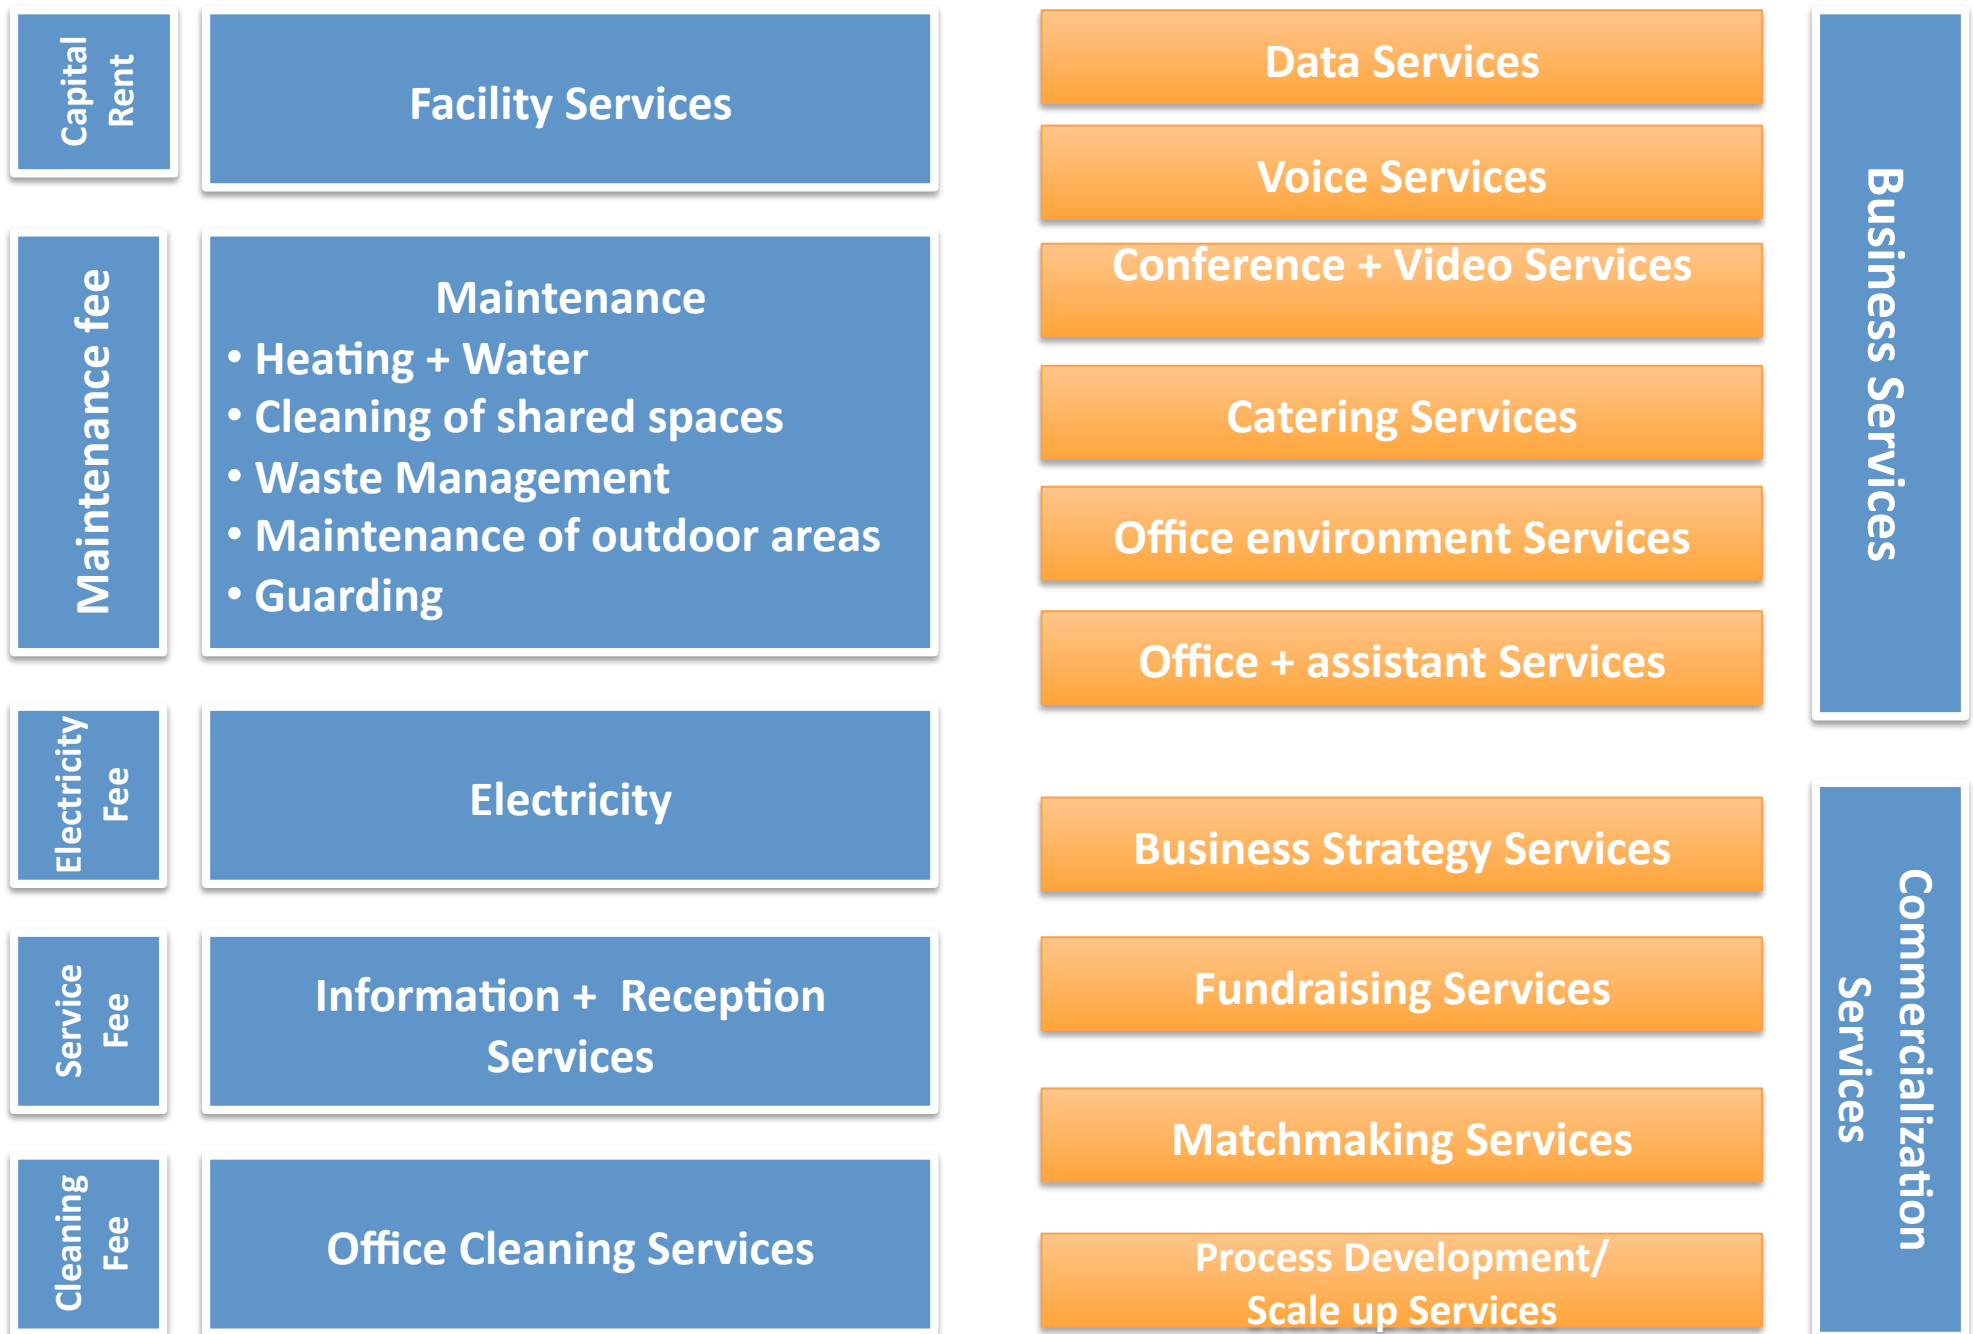 Capital
Rent
Facility Services
Maintenance fee
Maintenance
• Heating + Water
• Cleaning of shared spaces
• Waste Management
• Maintenance of outdoor areas
• Guarding
Electricity
Fee
Electricity
Service
Fee
Information +  Reception
Services
Cleaning
Fee
Office Cleaning Services
Data Services
Voice Services
Conference + Video Services
Catering Services
Office environment Services
Office + assistant Services
Business Services
Business Strategy Services
Fundraising Services
Matchmaking Services
Process Development/
Scale up Services
Commercialization
Services